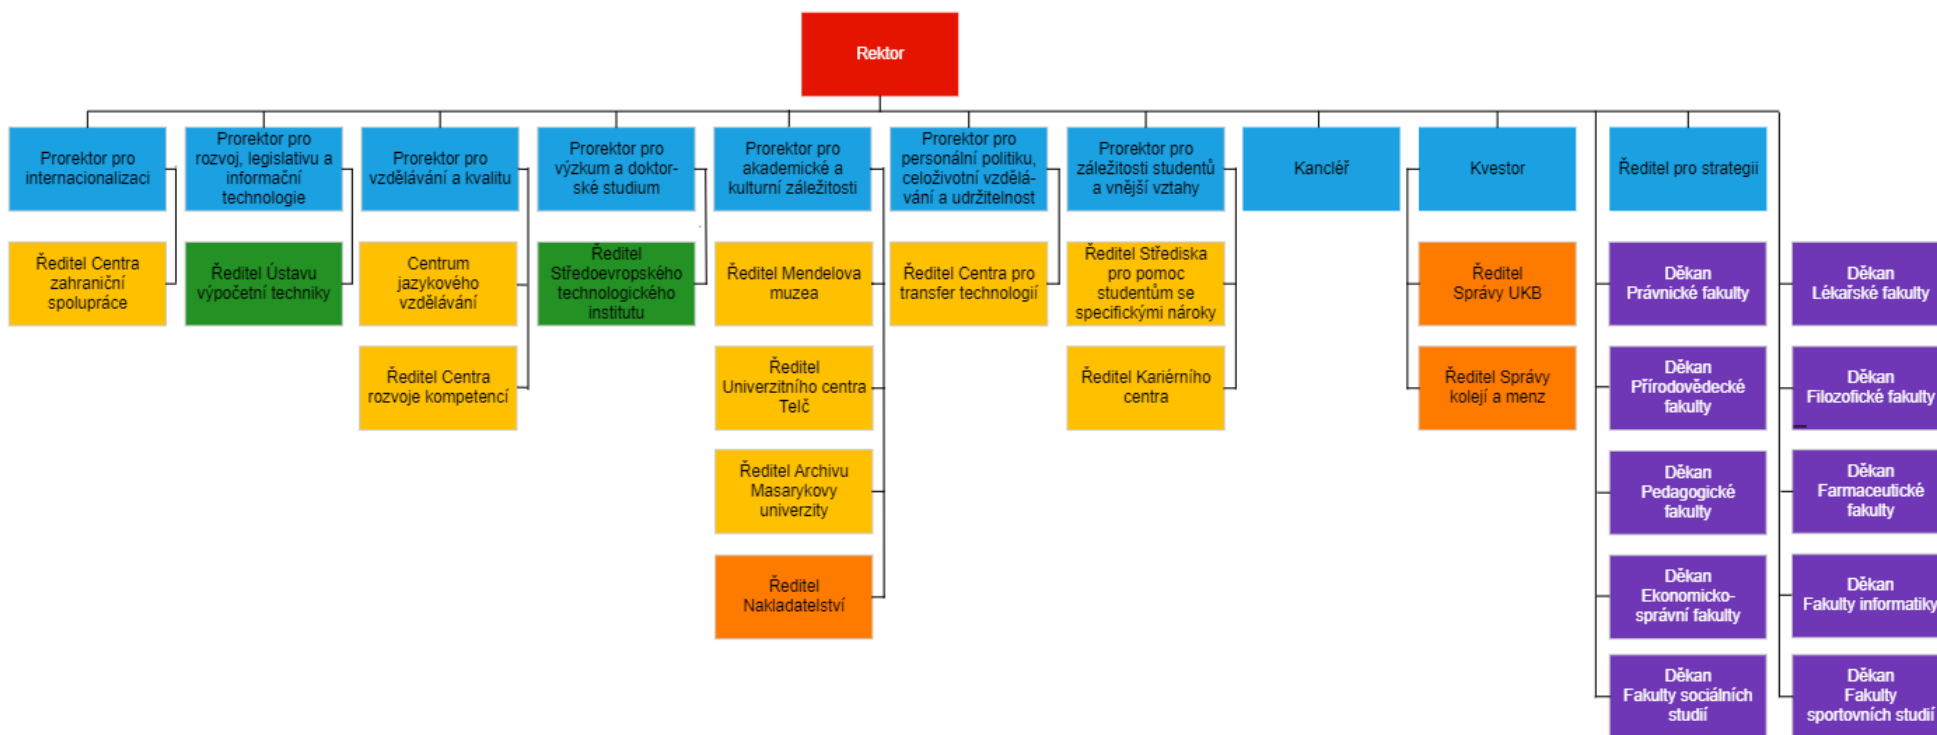 Rektor
Prorektor pro
internacionalizaci
Prorektor pro
rozvoj, legislativu a
informační
technologie
Prorektor pro
vzdělávání a kvalitu
Prorektor pro
výzkum a doktor-
ské studium
Prorektor pro
akademické a
kulturní záležitosti
Prorektor pro
personální politiku,
celoživotní vzdělá-
vání a udržitelnost
Prorektor pro
záležitosti studentů
a vnější vztahy
Kancléř
Kvestor
Ředitel pro strategii
Ředitel Centra
zahraniční
spolupráce
Ředitel Ústavu
výpočetní techniky
Centrum
jazykového
vzdělávání
Ředitel
Středoevropského
technologického
institutu
Ředitel Mendelova
muzea
Ředitel Centra pro
transfer technologií
Ředitel Střediska
pro pomoc
studentům se
specifickými nároky
Ředitel
Správy UKB
Děkan
Právnické fakulty
Děkan
Lékařské fakulty
Ředitel Centra
rozvoje kompetencí
Ředitel
Univerzitního centra
Telč
Ředitel Kariérního
centra
Ředitel Správy
kolejí a menz
Děkan
Přírodovědecké
fakulty
Děkan
Filozofické fakulty
Ředitel Archivu
Masarykovy
univerzity
Děkan
Pedagogické
fakulty
Děkan
Farmaceutické
fakulty
Ředitel
Nakladatelství
Děkan
Ekonomicko-
správní fakulty
Děkan
Fakulty informatiky
Děkan
Fakulty sociálních
studií
Děkan
Fakulty
sportovních studií